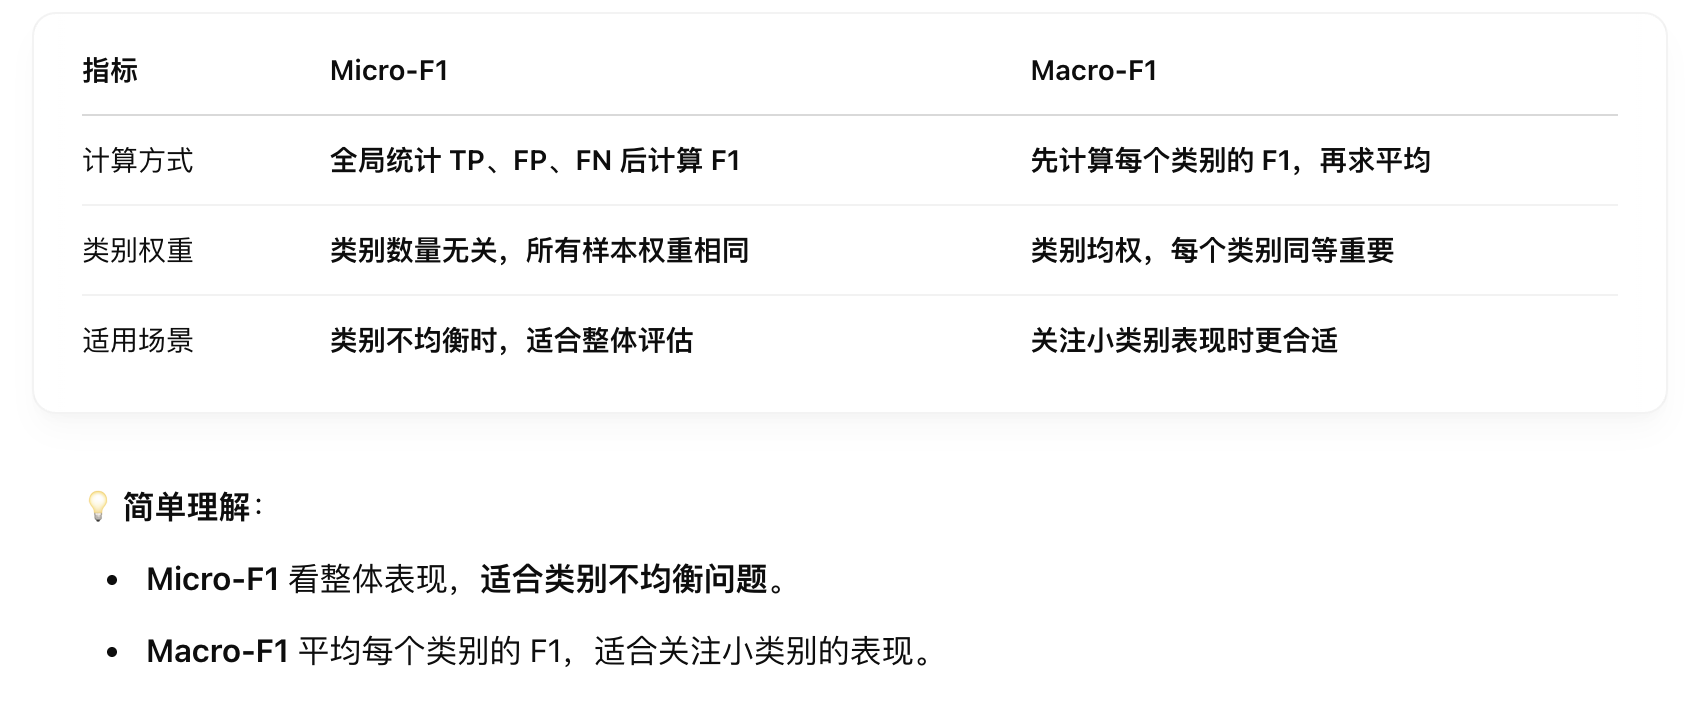 指标 Micro-F1 Macro-F1
计算方式 全局统计 TP、FP、FN 后计算 F1 先计算每个类别的 F1，再求平均
类别权重 类别数量无关，所有样本权重相同 类别均权，每个类别同等重要
适用场景 类别不均衡时，适合整体评估 关注小类别表现时更合适
💡 简单理解：
• Micro-F1 看整体表现，适合类别不均衡问题。
• Macro-F1 平均每个类别的 F1，适合关注小类别的表现。